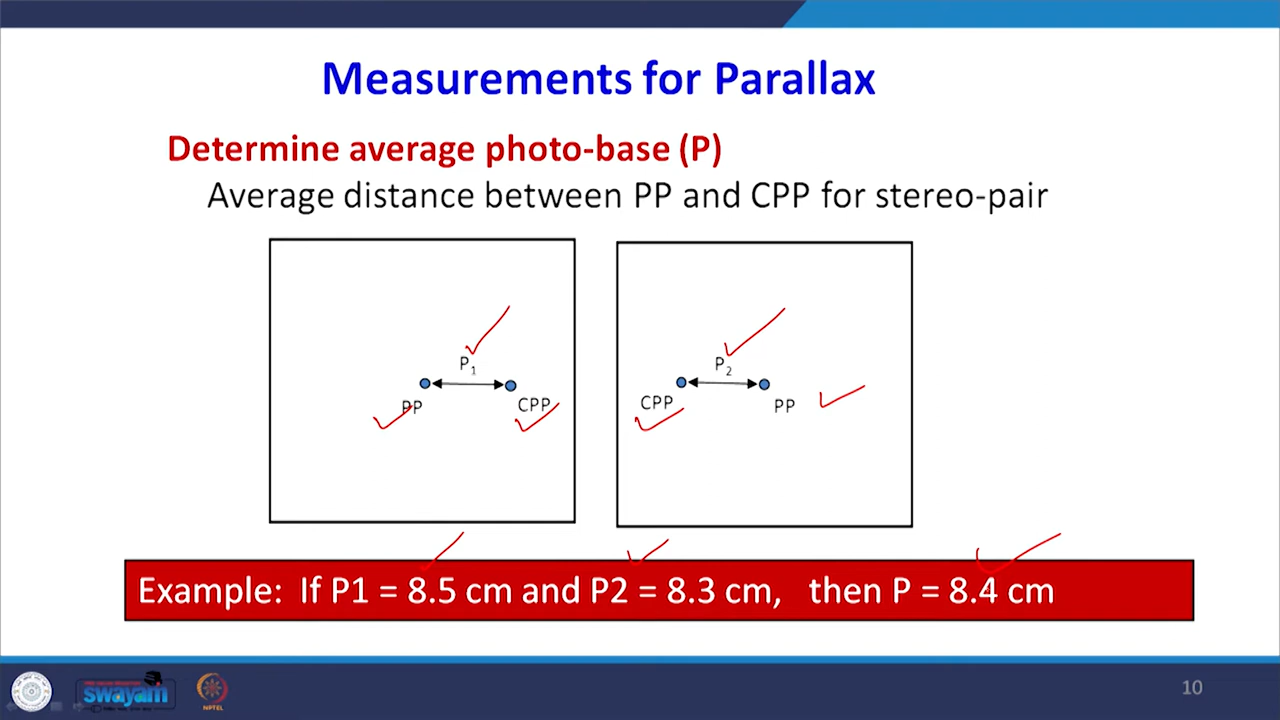 Measurements for Parallax
Determine average photo-base (P)
Average distance between PP and CPP for stereo-pair
P1
PP
CPP
P2
CPP
PP
Example: If P1 = 8.5 cm and P2 = 8.3 cm, then P = 8.4 cm
swayam
NPTEL
10